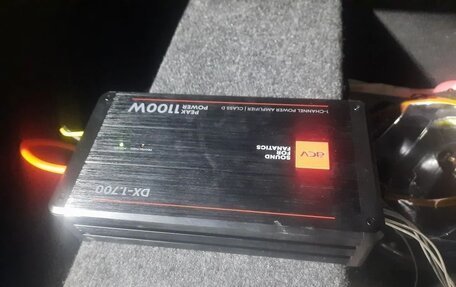 acv
SOUND
FOR
FANATICS
DX-1.700
1-CHANNEL POWER AMPLIFIER | CLASS D
PEAK
POWER 1100W